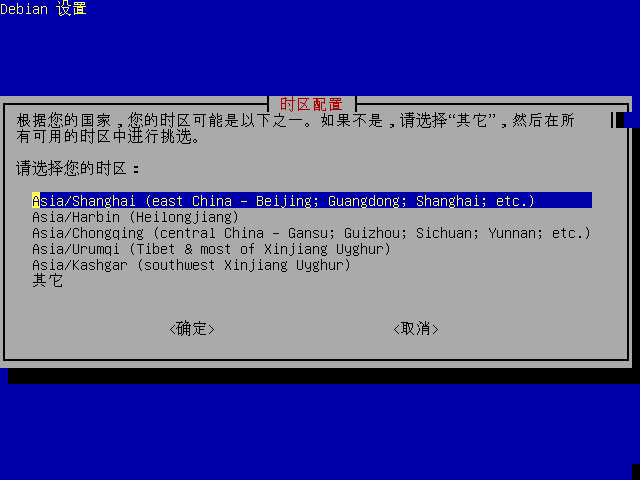 Debian 设置
时区配置
根据您的国家，您的时区可能是以下之一。如果不是，请选择“其它”，然后在所
有可用的时区中进行挑选。
请选择您的时区：
Asia/Shanghai (east China - Beijing; Guangdong; Shanghai; etc.)
Asia/Harbin (Heilongjiang)
Asia/Chongqing (central China - Gansu; Guizhou; Sichuan; Yunnan; etc.)
Asia/Urumqi (Tibet & most of Xinjiang Uyghur)
Asia/Kashgar (southwest Xinjiang Uyghur)
其它
<确定> <取消>